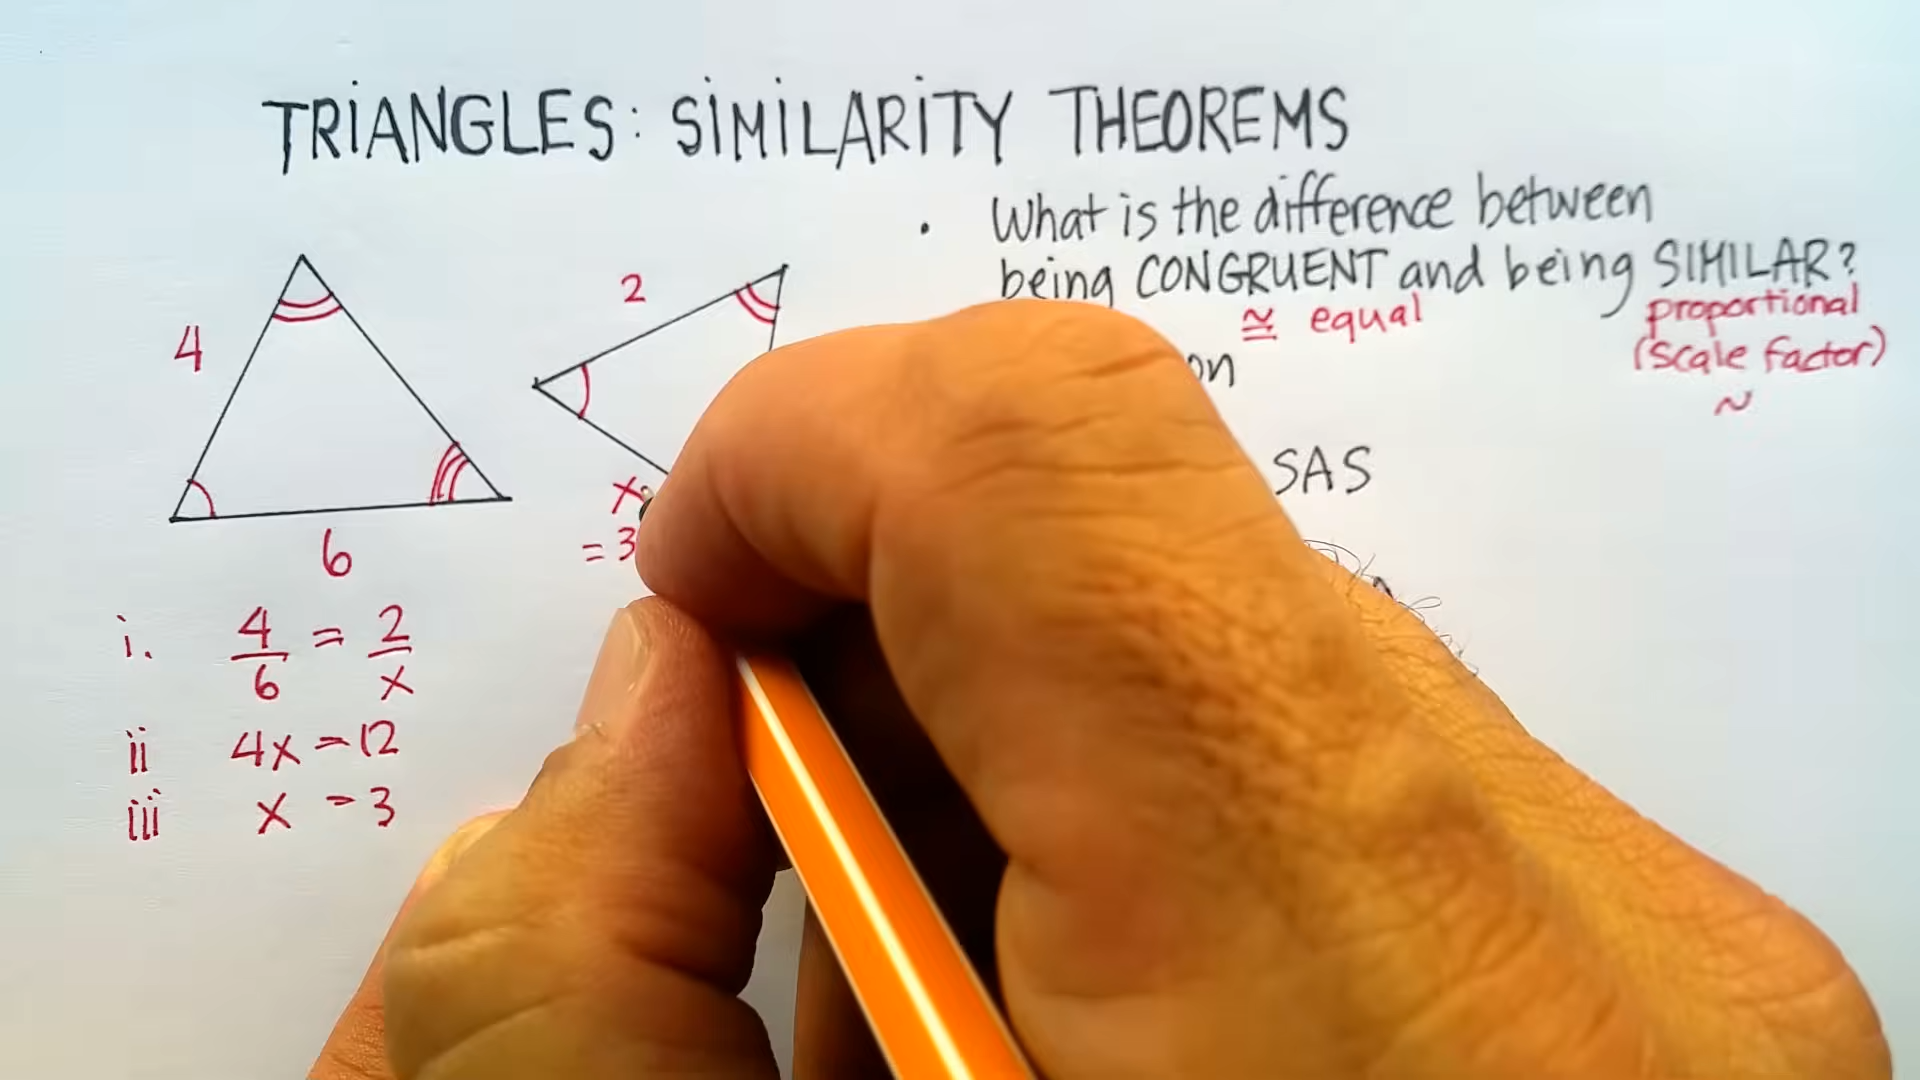 TRIANGLES: SIMILARITY THEOREMS
• What is the difference between
being CONGRUENT and being SIMILAR?
≅ equal
proportional
(scale factor)
~
SAS
4
6
2
x
= 3
i. 4/6 = 2/x
ii 4x = 12
iii x = 3